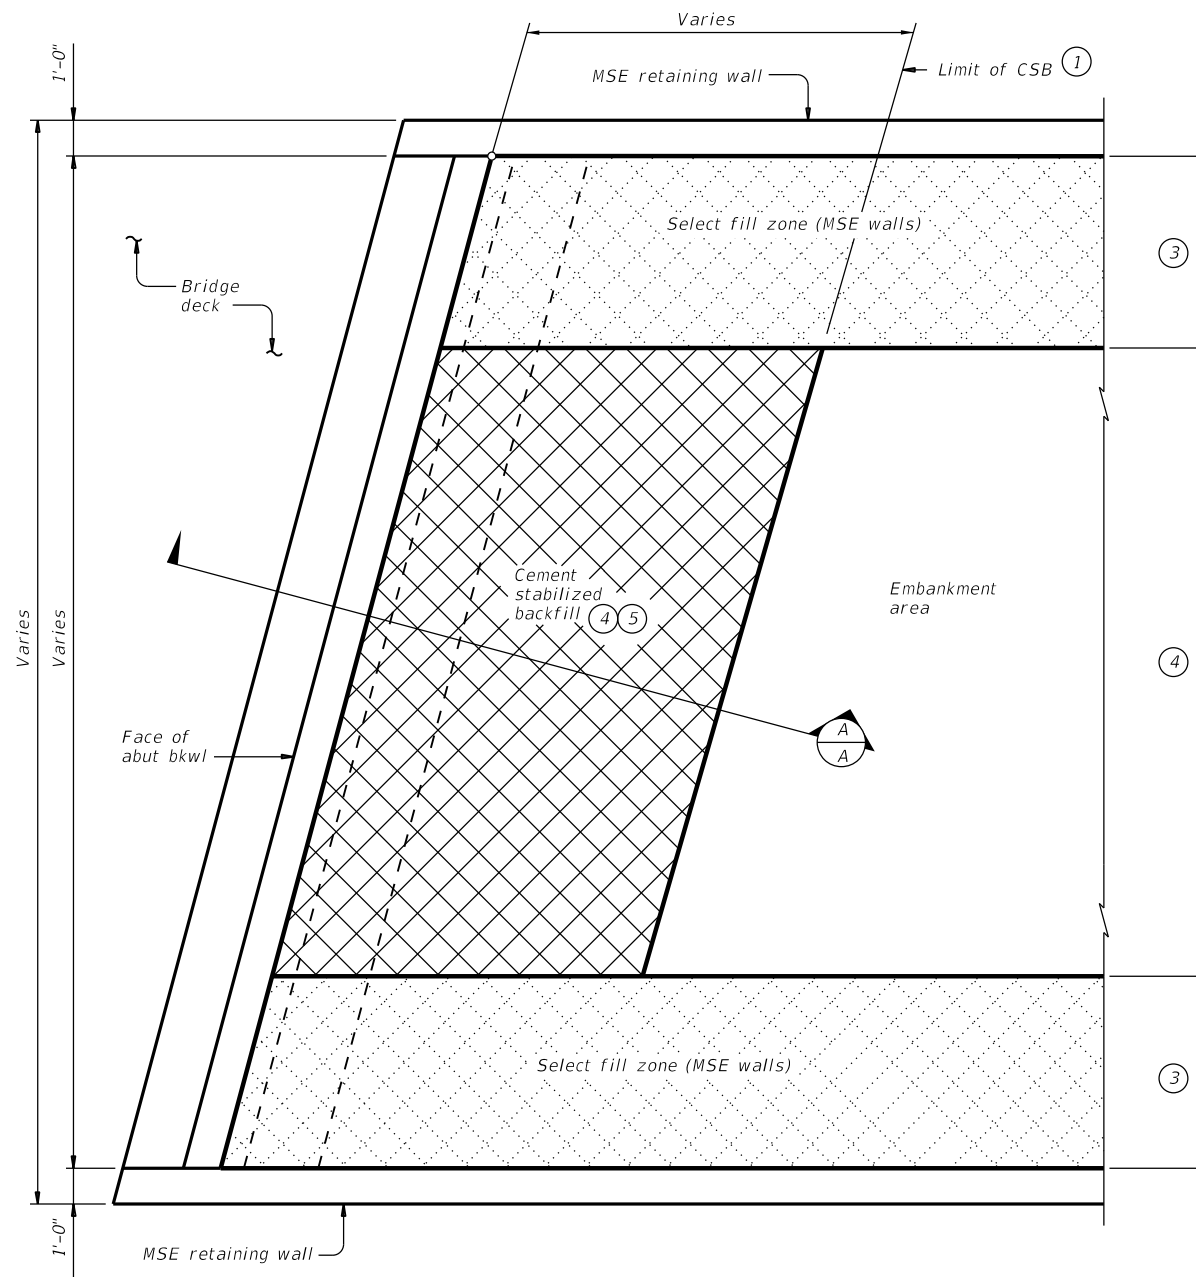 Varies
1'-0"
MSE retaining wall
Limit of CSB 1
Select fill zone (MSE walls)
3
Bridge
deck
Cement
stabilized
backfill 4 5
Embankment
area
Varies
Varies
4
A
A
Face of
abut bkwl
Select fill zone (MSE walls)
3
1'-0"
MSE retaining wall